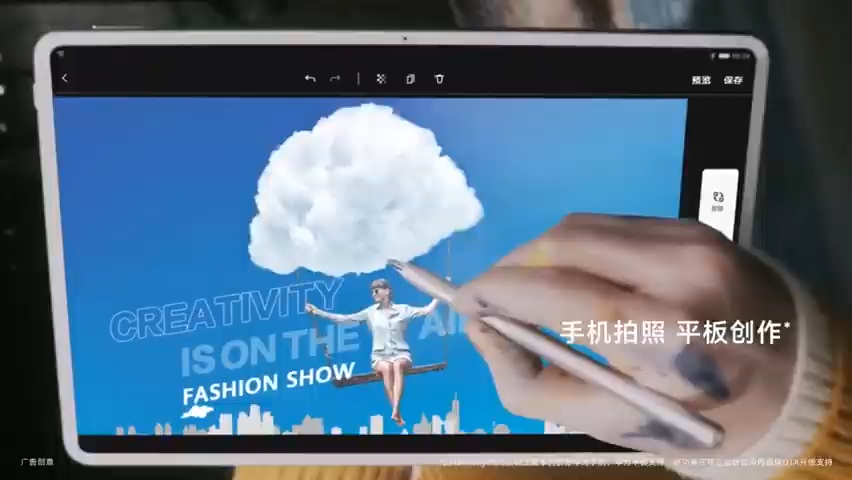 预览 保存
CREATIVITY
IS ON THE AIR
FASHION SHOW
手机拍照 平板创作*
广告创意